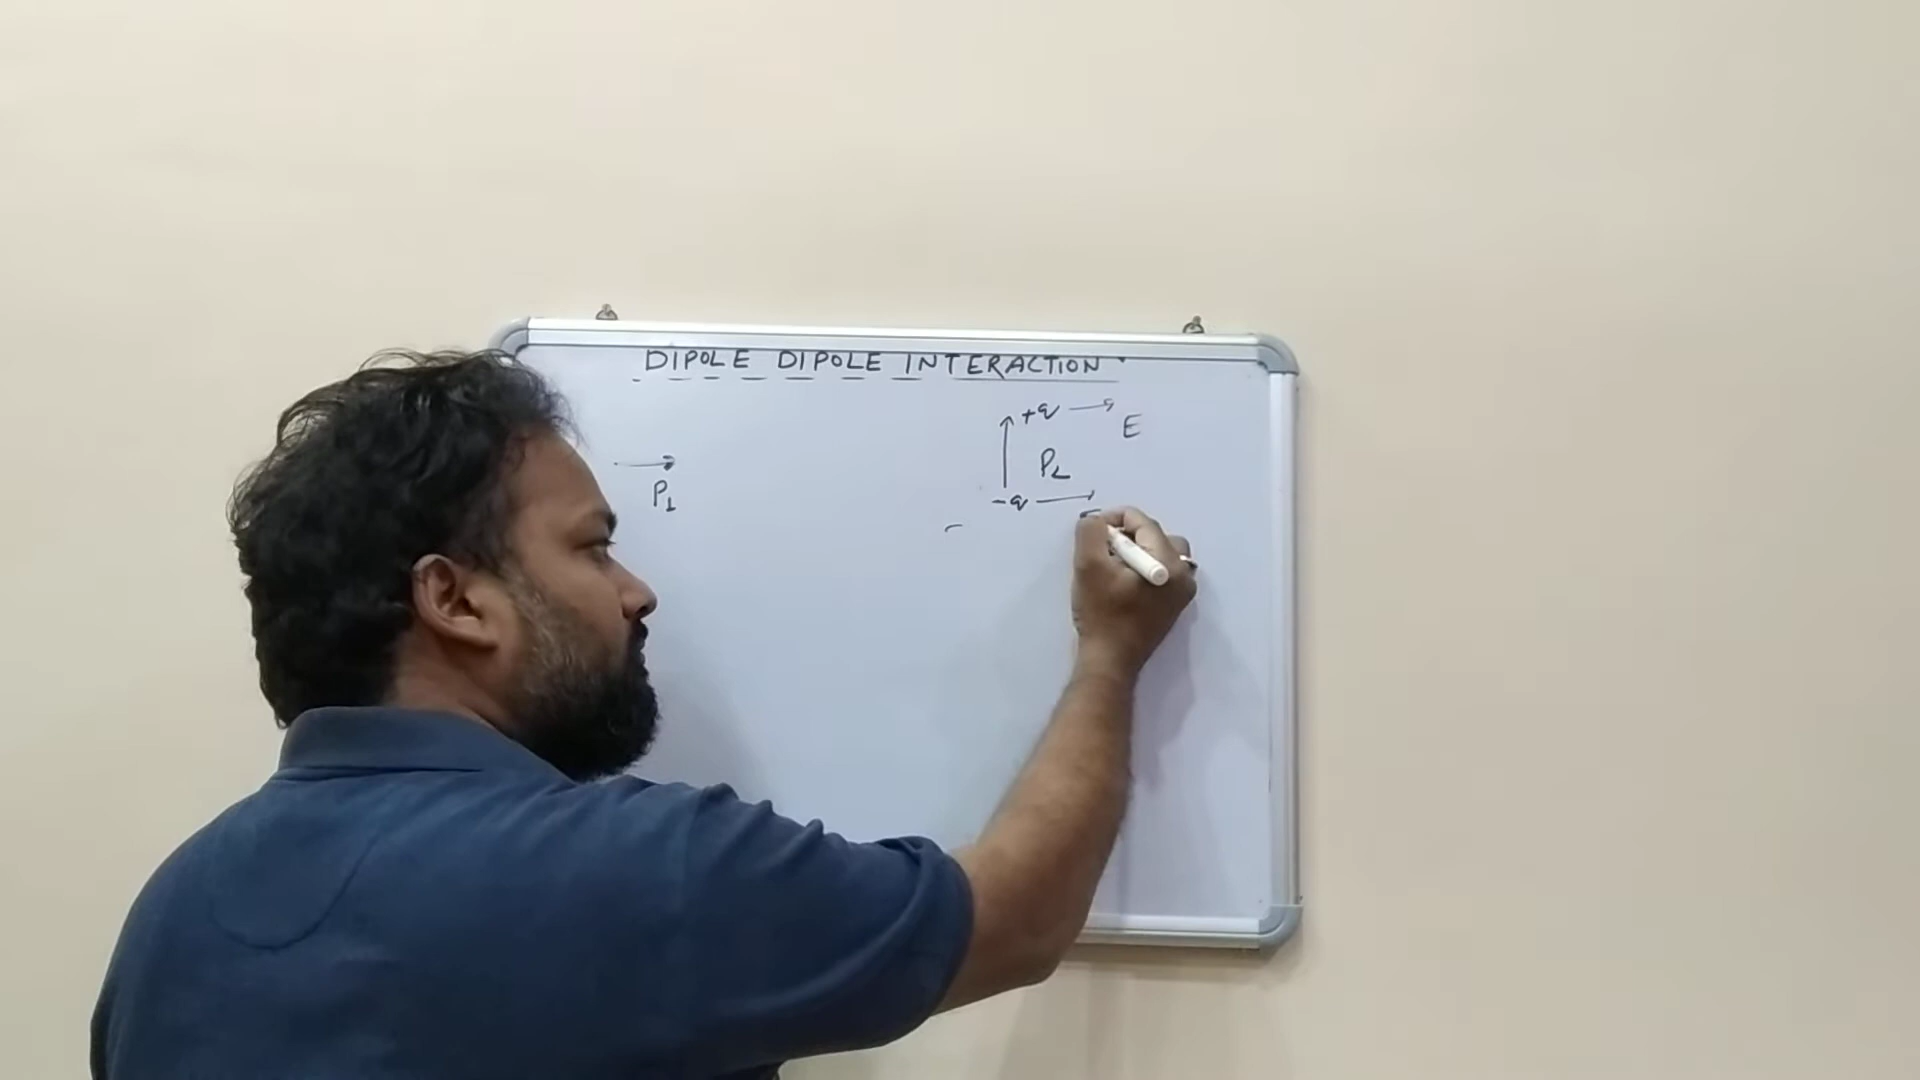 DIPOLE DIPOLE INTERACTION
+q
E
P2
P1
-q